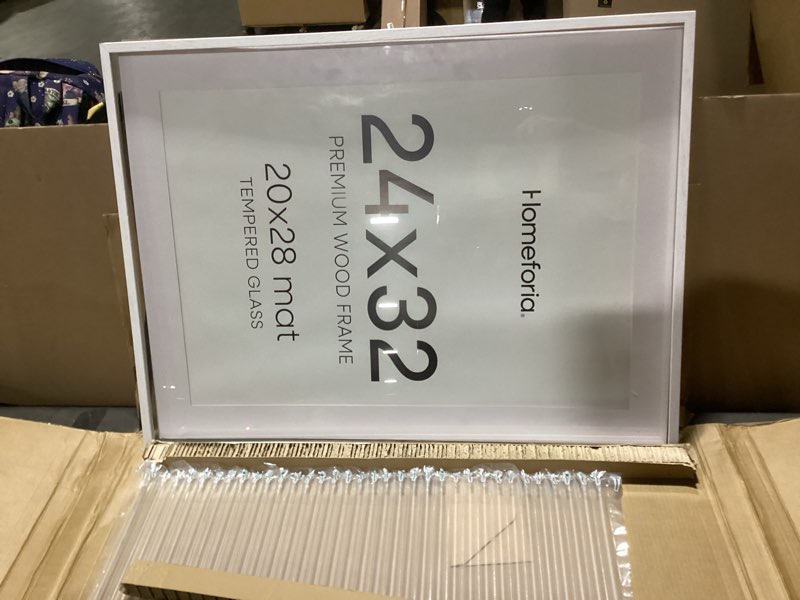 Homeforia.
24x32
PREMIUM WOOD FRAME
20x28 mat
TEMPERED GLASS